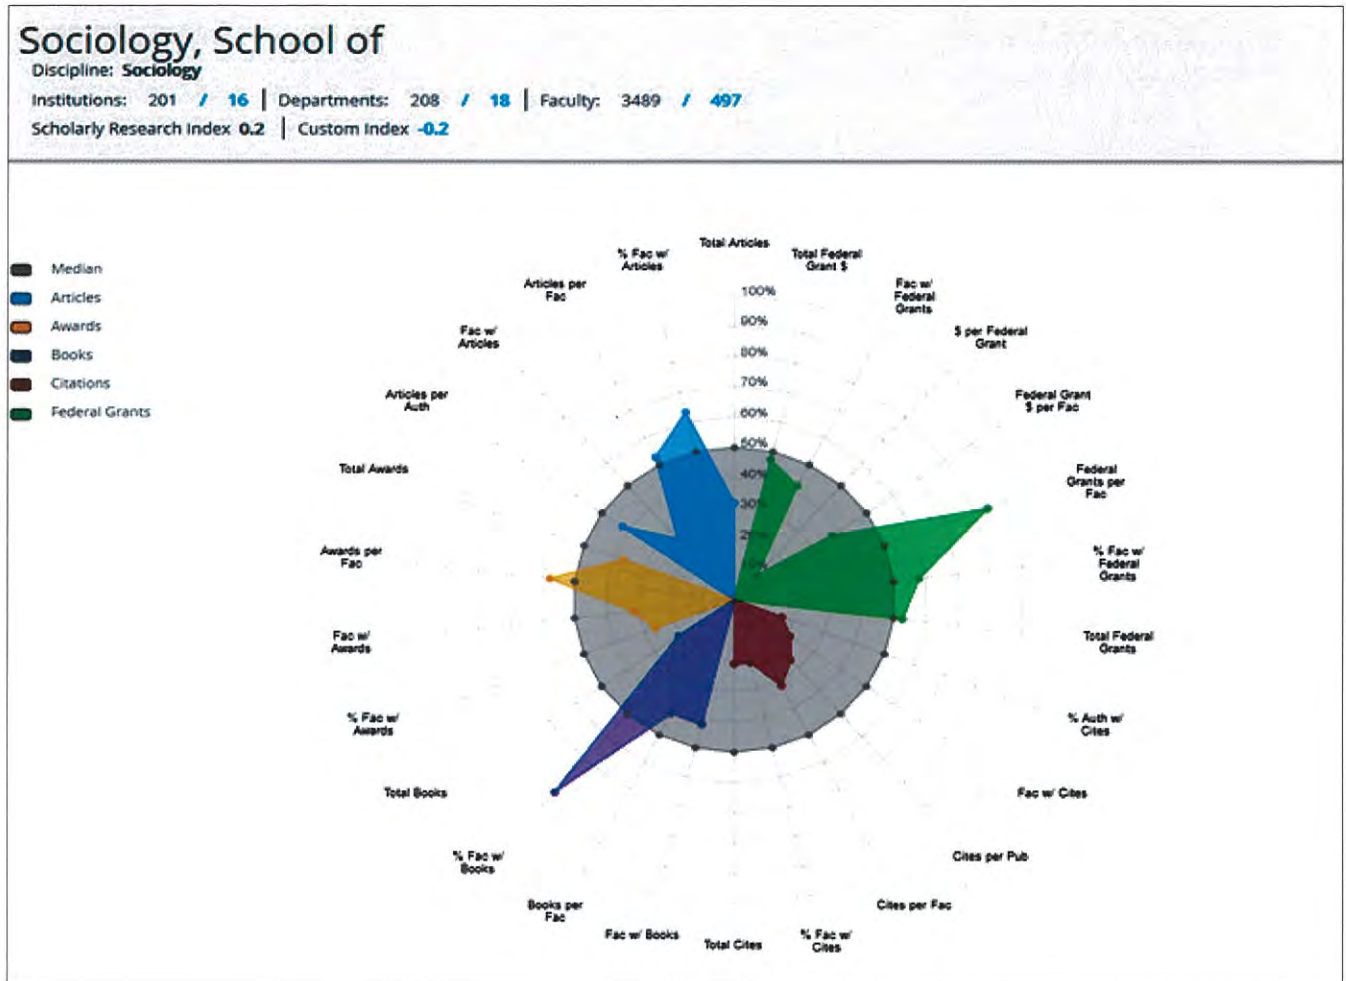 Sociology, School of
Discipline: Sociology
Institutions: 201 / 16 | Departments: 208 / 18 | Faculty: 3489 / 497
Scholarly Research Index 0.2 | Custom Index -0.2
Median
Articles
Awards
Books
Citations
Federal Grants
Total Articles
Total Federal
Grant $
Fac w/
Federal
Grants
$ per Federal
Grant
Federal Grant
$ per Fac
Federal
Grants per
Fac
% Fac w/
Federal
Grants
Total Federal
Grants
% Auth w/
Cites
Fac w/ Cites
Cites per Pub
Cites per Fac
% Fac w/
Cites
Total Cites
Fac w/ Books
Books per
Fac
% Fac w/
Books
Total Books
% Fac w/
Awards
Fac w/
Awards
Awards per
Fac
Total Awards
Articles per
Auth
Fac w/
Articles
Articles per
Fac
% Fac w/
Articles
100%
90%
80%
70%
60%
50%
40%
30%
20%
10%